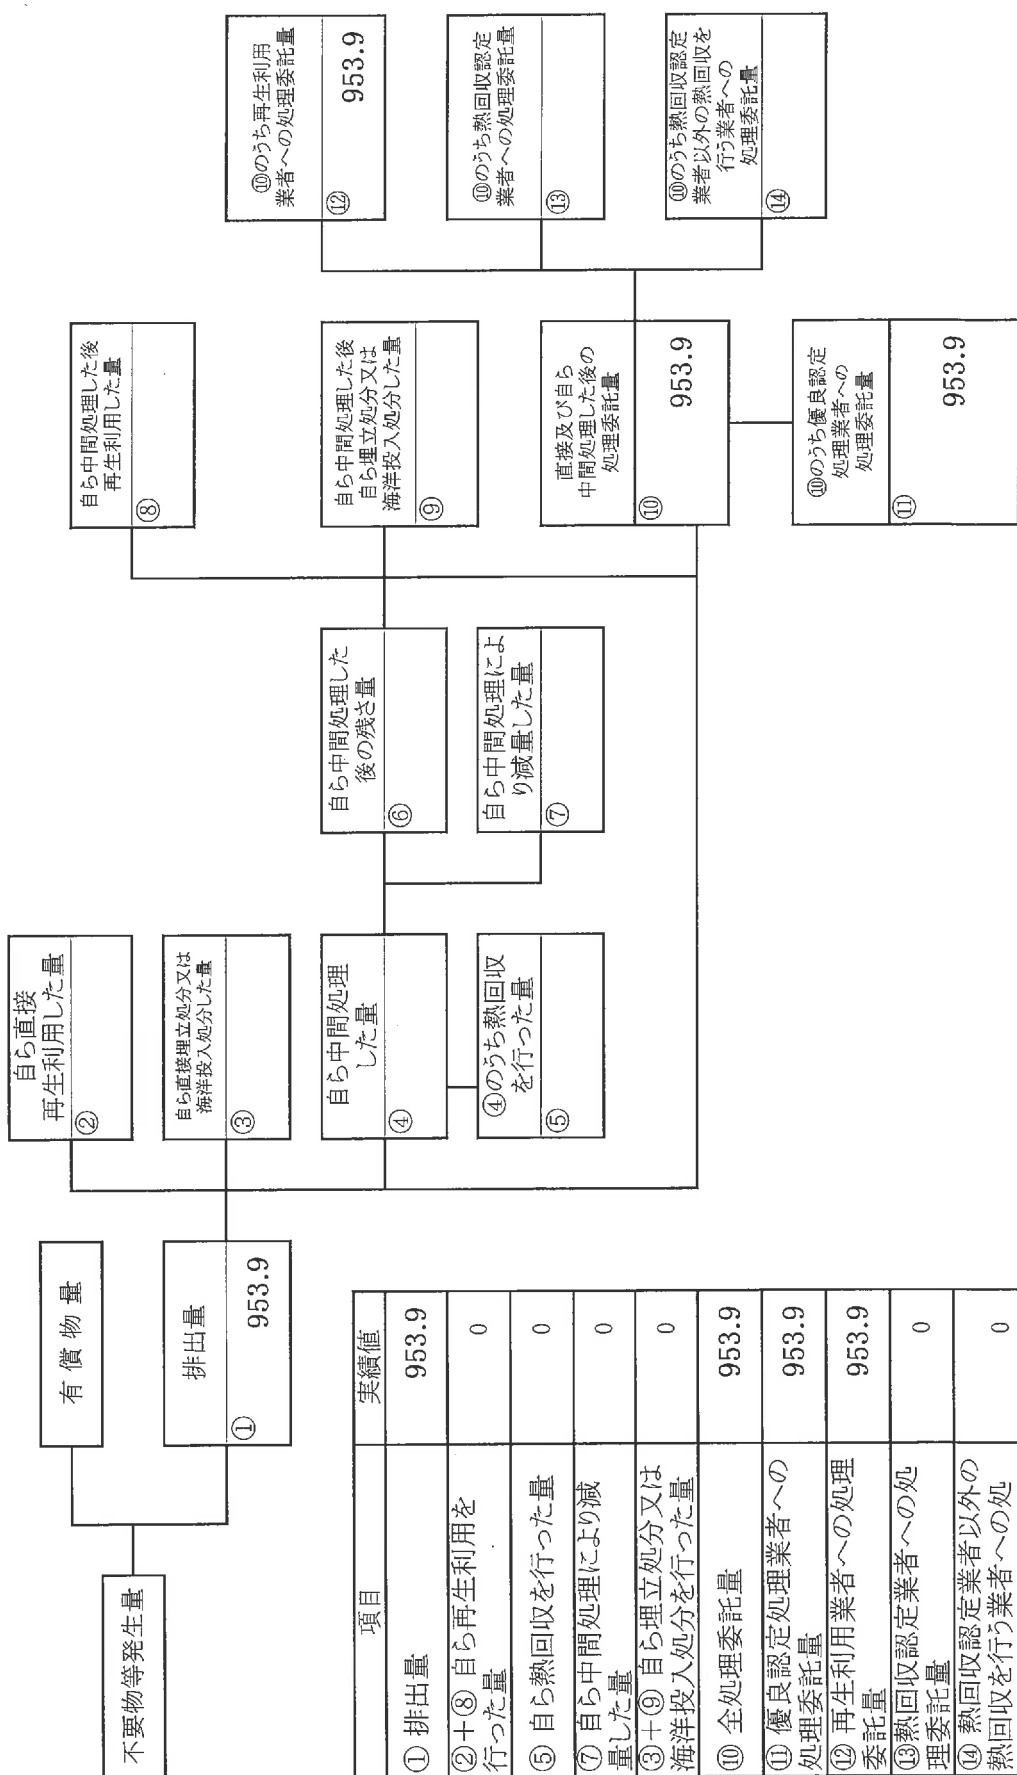 不要物等発生量
有償物量
排出量
①
953.9
自ら直接
再生利用した量
②
自ら直接埋立処分又は
海洋投入処分した量
③
自ら中間処理
した量
④
④のうち熱回収
を行った量
⑤
自ら中間処理した
後の残さ量
⑥
自ら中間処理によ
り減量した量
⑦
自ら中間処理した後
再生利用した量
⑧
自ら中間処理した後
自ら埋立処分又は
海洋投入処分した量
⑨
直接及び自ら
中間処理した後の
処理委託量
⑩
953.9
⑩のうち優良認定
処理業者への
処理委託量
⑪
953.9
⑩のうち再生利用
業者への処理委託量
⑫
953.9
⑩のうち熱回収認定
業者への処理委託量
⑬
⑩のうち熱回収認定
業者以外の熱回収を
行う業者への
処理委託量
⑭
項目 実績値
① 排出量 953.9
②+⑧ 自ら再生利用を
行った量 0
⑤ 自ら熱回収を行った量 0
⑦ 自ら中間処理により減
量した量 0
③+⑨ 自ら埋立処分又は
海洋投入処分を行った量 0
⑩ 全処理委託量 953.9
⑪ 優良認定処理業者への
処理委託量 953.9
⑫ 再生利用業者への処理
委託量 953.9
⑬熱回収認定業者への処
理委託量 0
⑭ 熱回収認定業者以外の
熱回収を行う業者への処 0